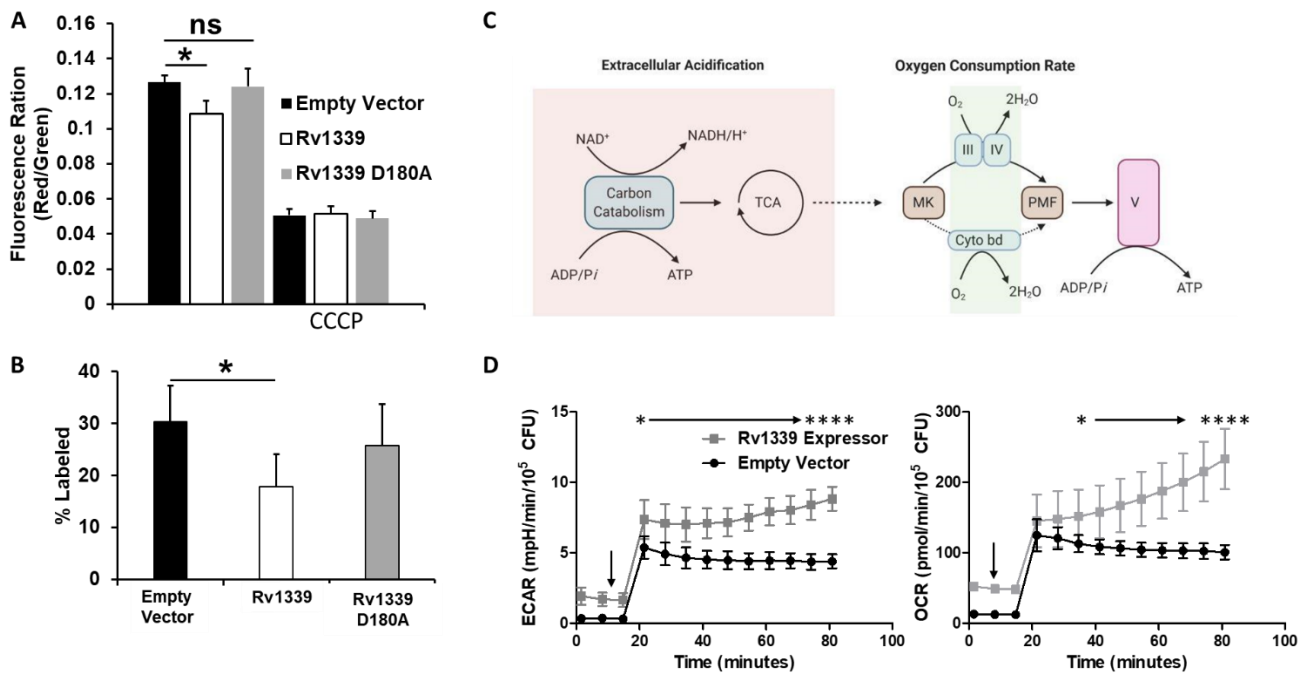 A
0.16
0.14
0.12
0.1
0.08
0.06
0.04
0.02
0
Fluorescence Ration
(Red/Green)
ns
*
Empty Vector
Rv1339
Rv1339 D180A
CCCP
B
40
30
20
10
0
% Labeled
*
Empty
Vector
Rv1339
Rv1339
D180A
C
Extracellular Acidification
Oxygen Consumption Rate
NAD⁺
NADH/H⁺
Carbon
Catabolism
TCA
ADP/Pi
ATP
O₂
2H₂O
III
IV
MK
PMF
V
Cyto bd
O₂
2H₂O
ADP/Pi
ATP
D
15
10
5
0
ECAR (mpH/min/10⁵ CFU)
* ****
Rv1339 Expressor
Empty Vector
0 20 40 60 80 100
Time (minutes)
300
200
100
0
OCR (pmol/min/10⁵ CFU)
* ****
0 20 40 60 80 100
Time (minutes)